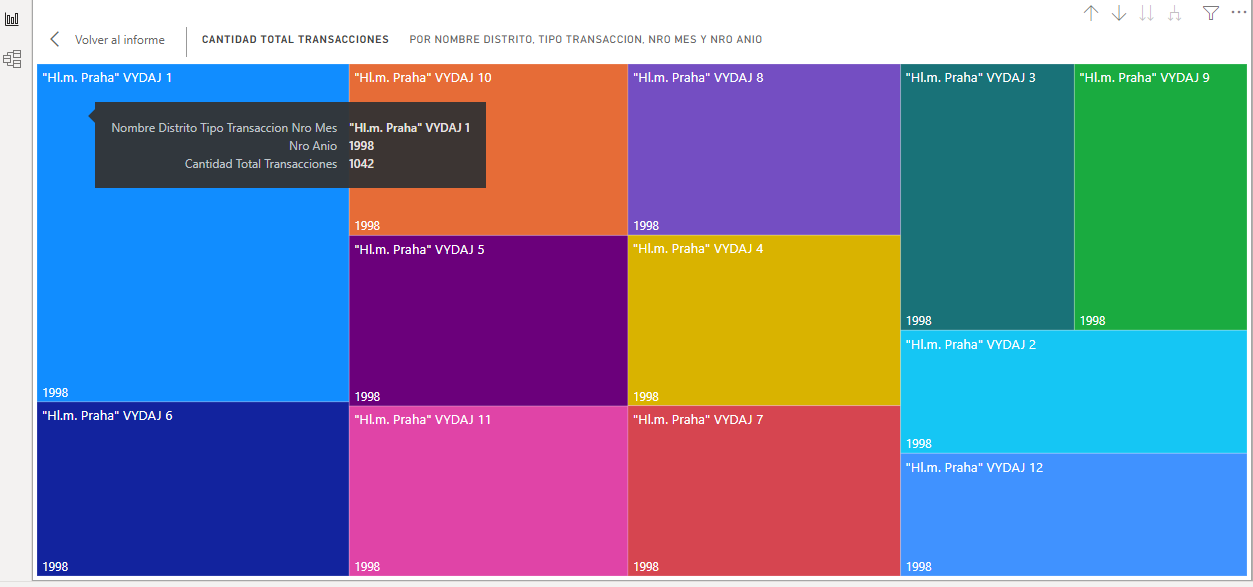 Volver al informe
CANTIDAD TOTAL TRANSACCIONES
POR NOMBRE DISTRITO, TIPO TRANSACCION, NRO MES Y NRO ANIO
"Hl.m. Praha" VYDAJ 1
Nombre Distrito Tipo Transaccion Nro Mes "Hl.m. Praha" VYDAJ 1
Nro Anio 1998
Cantidad Total Transacciones 1042
1998
"Hl.m. Praha" VYDAJ 6
1998
"Hl.m. Praha" VYDAJ 10
1998
"Hl.m. Praha" VYDAJ 5
1998
"Hl.m. Praha" VYDAJ 11
1998
"Hl.m. Praha" VYDAJ 8
1998
"Hl.m. Praha" VYDAJ 4
1998
"Hl.m. Praha" VYDAJ 7
1998
"Hl.m. Praha" VYDAJ 3
1998
"Hl.m. Praha" VYDAJ 9
1998
"Hl.m. Praha" VYDAJ 2
1998
"Hl.m. Praha" VYDAJ 12
1998